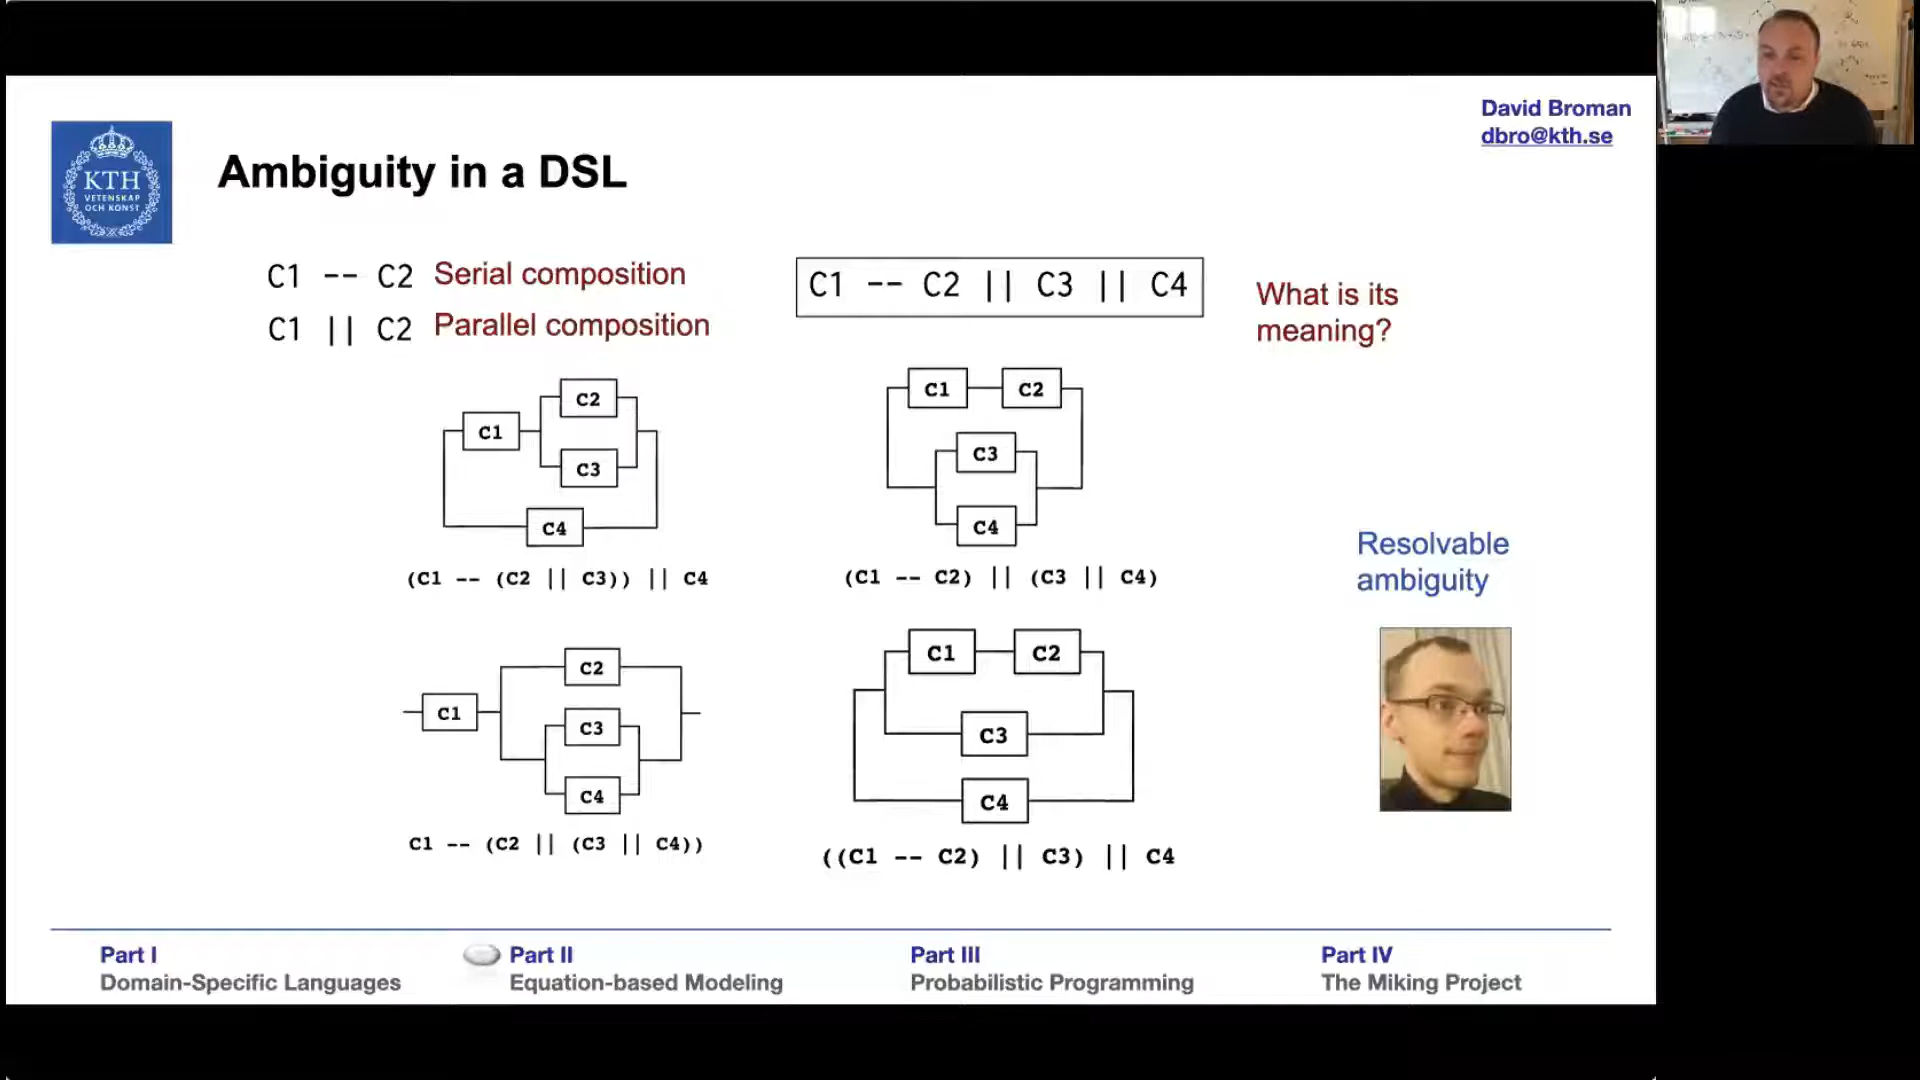 David Broman
dbro@kth.se
KTH
VETENSKAP
OCH KONST
Ambiguity in a DSL
C1 -- C2 Serial composition
C1 || C2 Parallel composition
C1 -- C2 || C3 || C4
What is its
meaning?
C1
C2
C3
C4
(C1 -- (C2 || C3)) || C4
C1
C2
C3
C4
(C1 -- C2) || (C3 || C4)
Resolvable
ambiguity
C1
C2
C3
C4
C1 -- (C2 || (C3 || C4))
C1
C2
C3
C4
((C1 -- C2) || C3) || C4
Part I
Domain-Specific Languages
Part II
Equation-based Modeling
Part III
Probabilistic Programming
Part IV
The Miking Project